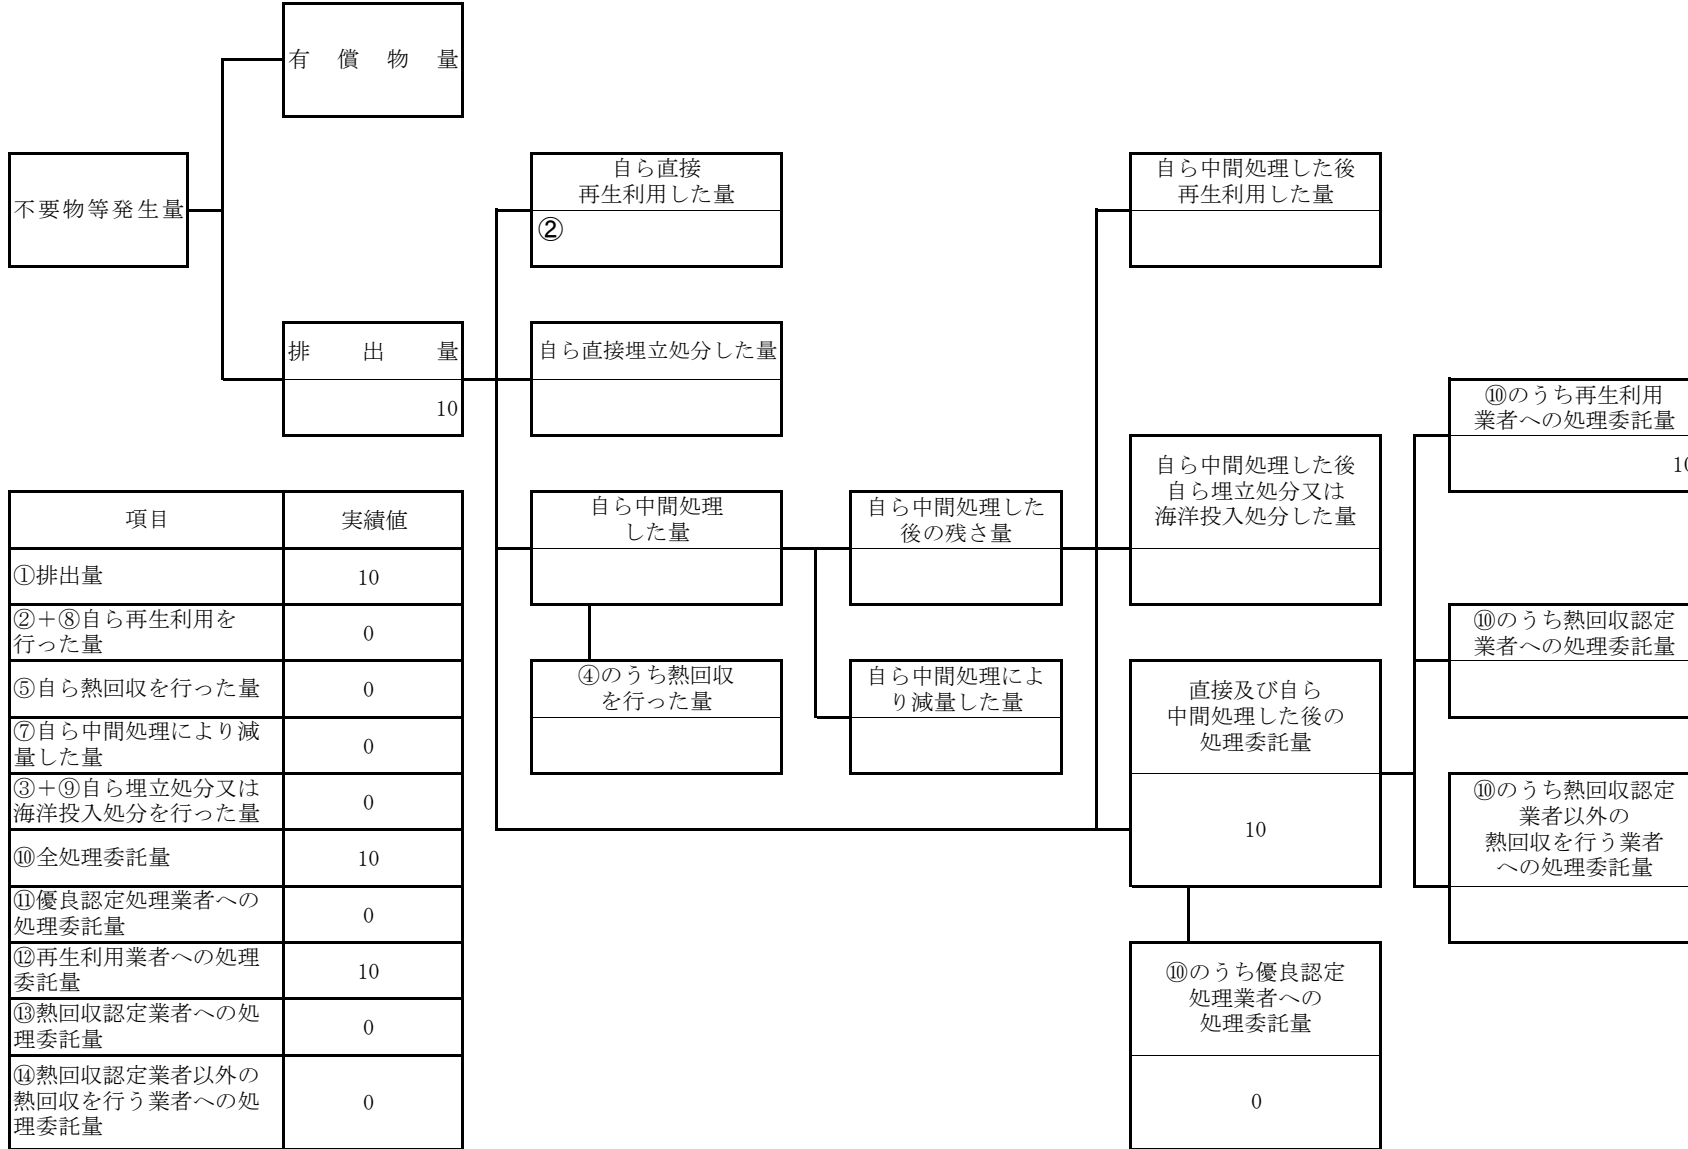 有償物量
不要物等発生量
自ら直接
再生利用した量
②
自ら中間処理した後
再生利用した量
排出量
10
自ら直接埋立処分した量
⑩のうち再生利用
業者への処理委託量
10
自ら中間処理した後
自ら埋立処分又は
海洋投入処分した量
自ら中間処理
した量
自ら中間処理した
後の残さ量
⑩のうち熱回収認定
業者への処理委託量
④のうち熱回収
を行った量
自ら中間処理によ
り減量した量
直接及び自ら
中間処理した後の
処理委託量
10
⑩のうち熱回収認定
業者以外の
熱回収を行う業者
への処理委託量
⑩のうち優良認定
処理業者への
処理委託量
0
項目 実績値
①排出量 10
②＋⑧自ら再生利用を
行った量 0
⑤自ら熱回収を行った量 0
⑦自ら中間処理により減
量した量 0
③＋⑨自ら埋立処分又は
海洋投入処分を行った量 0
⑩全処理委託量 10
⑪優良認定処理業者への
処理委託量 0
⑫再生利用業者への処理
委託量 10
⑬熱回収認定業者への処
理委託量 0
⑭熱回収認定業者以外の
熱回収を行う業者への処
理委託量 0